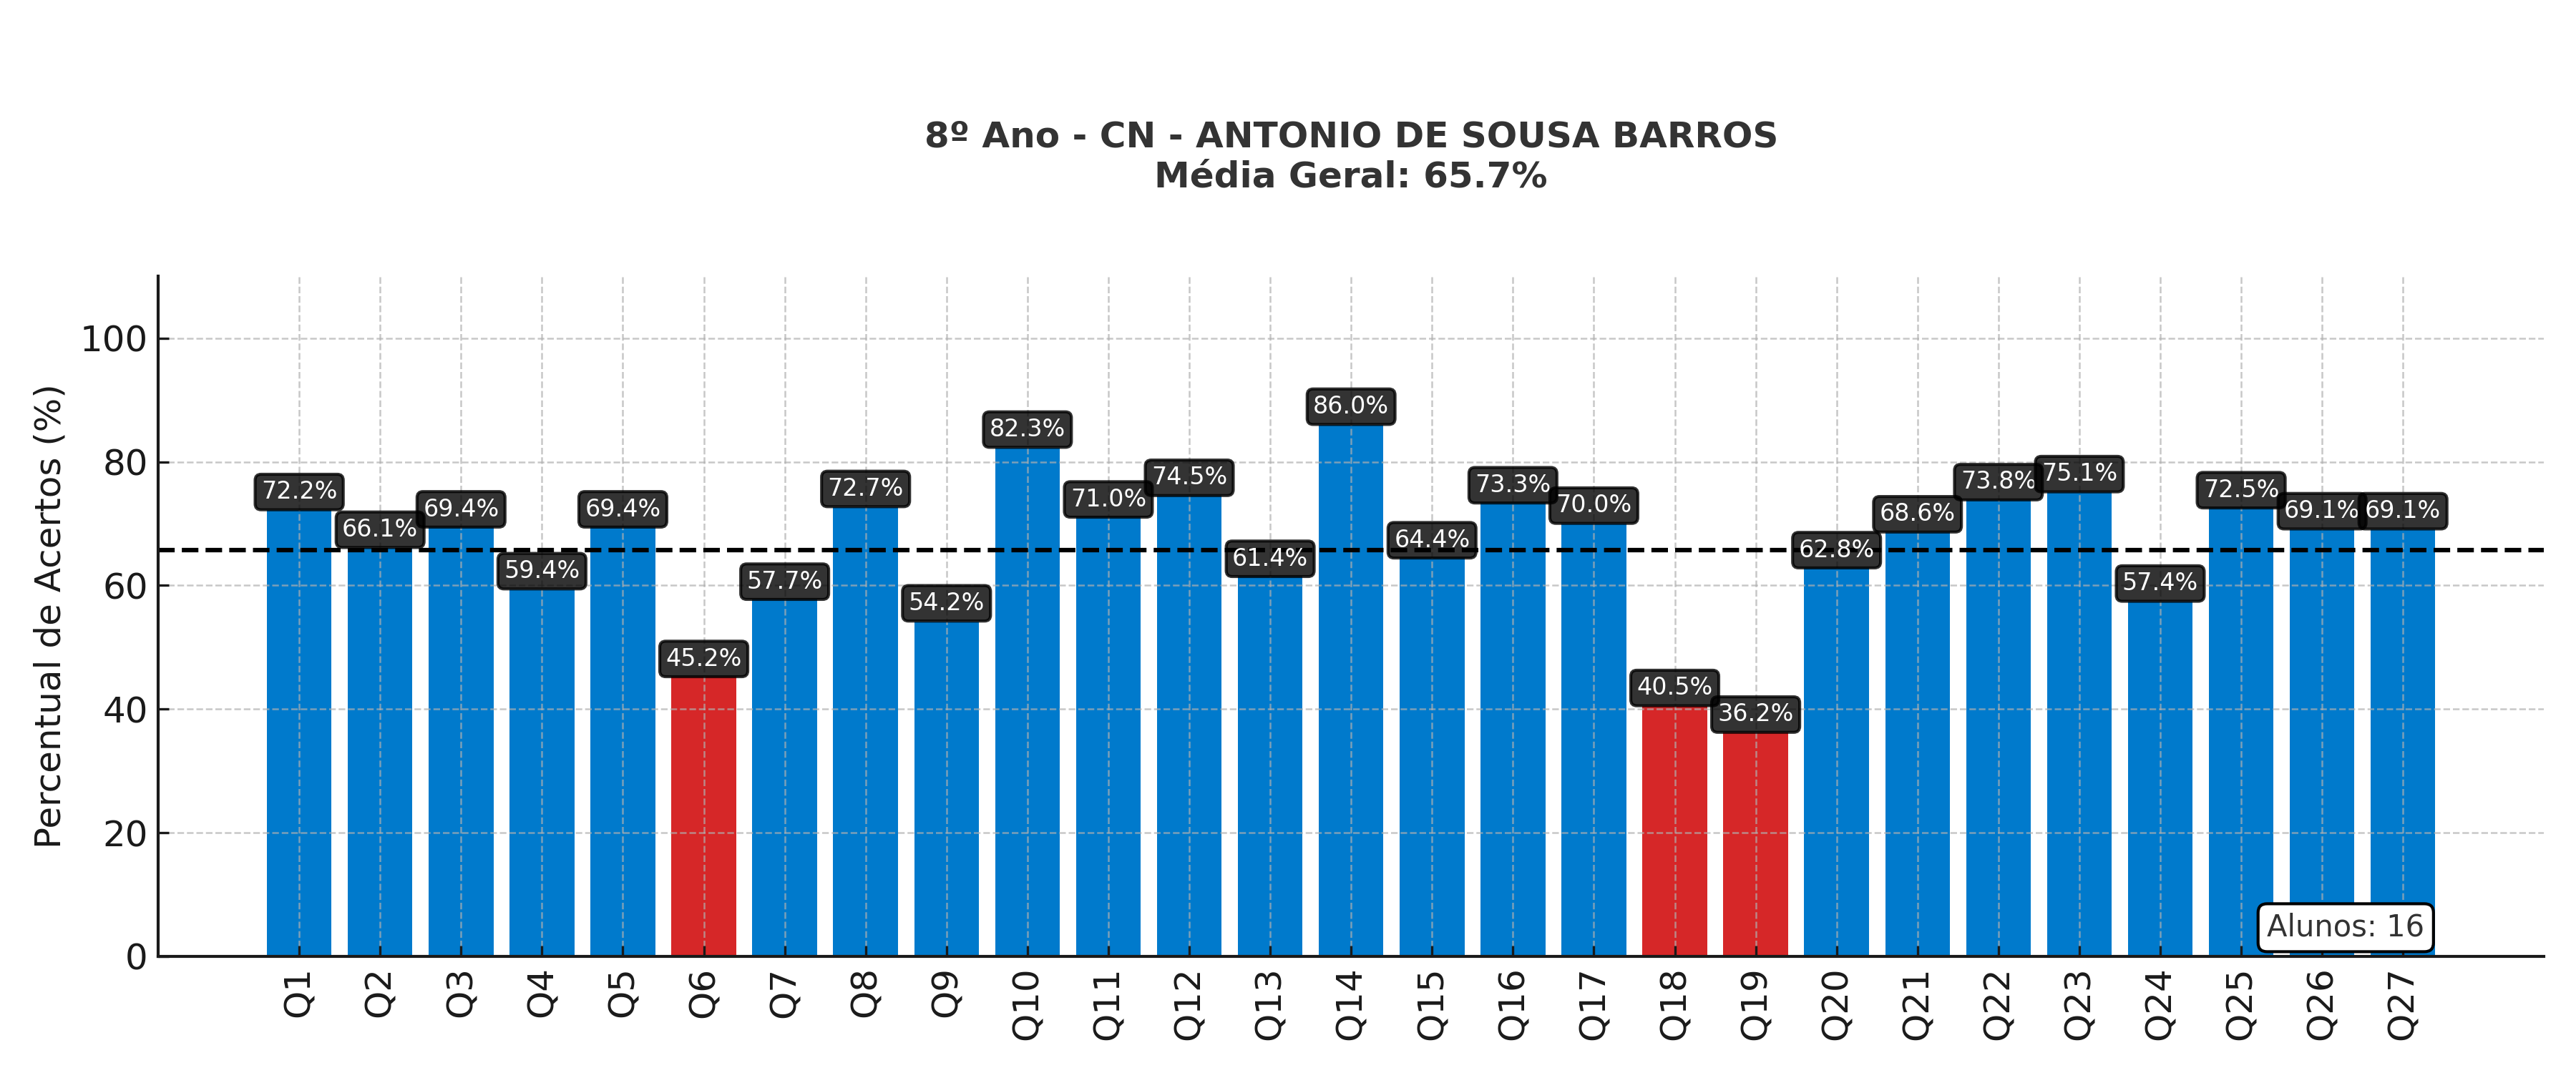 8º Ano - CN - ANTONIO DE SOUSA BARROS
Média Geral: 65.7%
Percentual de Acertos (%)
100
80
60
40
20
0
72.2%
66.1%
69.4%
59.4%
69.4%
45.2%
57.7%
72.7%
54.2%
82.3%
71.0%
74.5%
61.4%
86.0%
64.4%
73.3%
70.0%
40.5%
36.2%
62.8%
68.6%
73.8%
75.1%
57.4%
72.5%
69.1%
69.1%
Alunos: 16
Q1
Q2
Q3
Q4
Q5
Q6
Q7
Q8
Q9
Q10
Q11
Q12
Q13
Q14
Q15
Q16
Q17
Q18
Q19
Q20
Q21
Q22
Q23
Q24
Q25
Q26
Q27